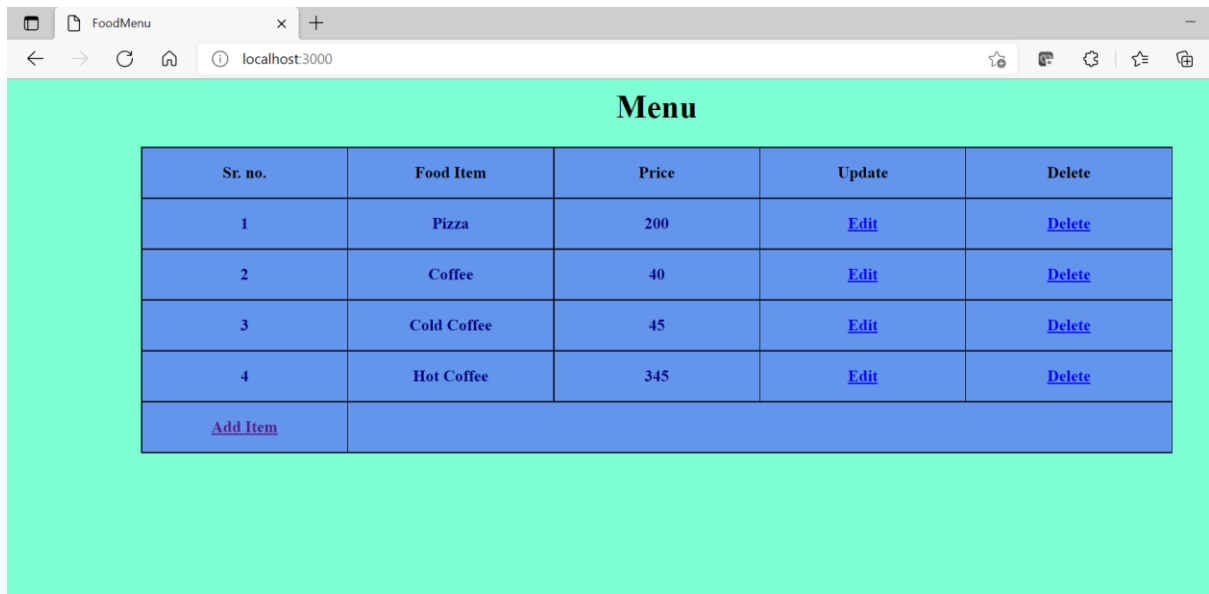 FoodMenu
localhost:3000
Menu
Sr. no. Food Item Price Update Delete
1 Pizza 200 Edit Delete
2 Coffee 40 Edit Delete
3 Cold Coffee 45 Edit Delete
4 Hot Coffee 345 Edit Delete
Add Item